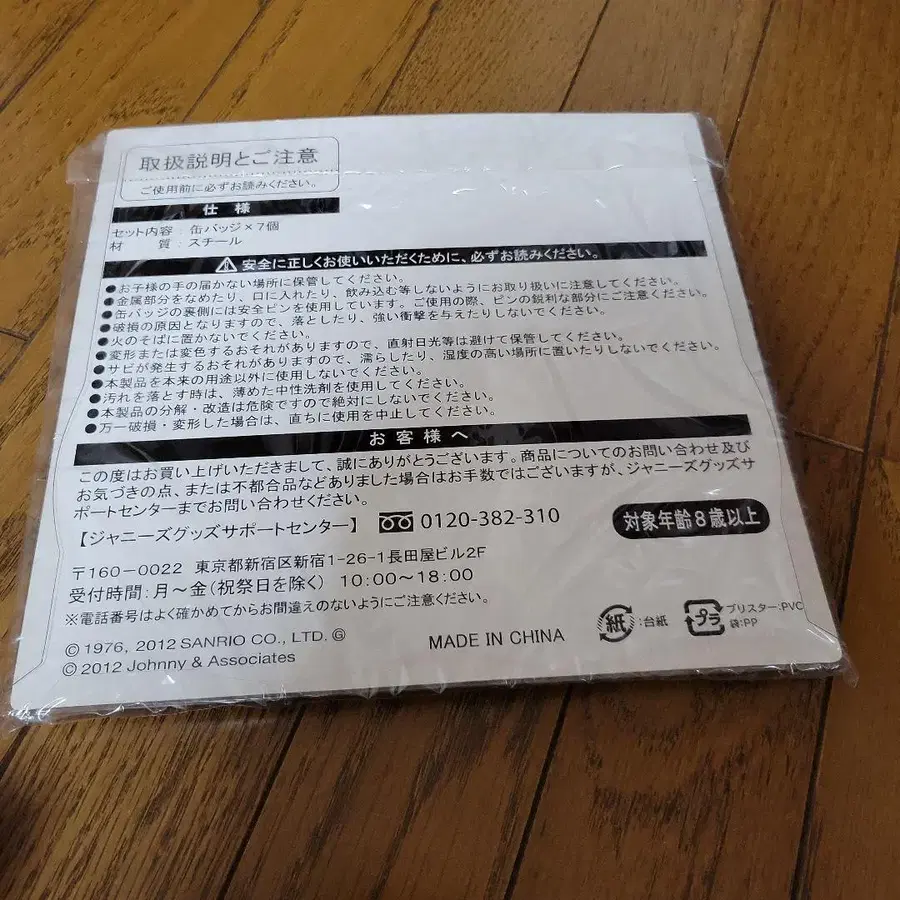 取扱説明とご注意
ご使用前に必ずお読みください。
仕様
セット内容：缶バッジ×7個
材　質：スチール
安全に正しくお使いいただくために、必ずお読みください。
●お子様の手の届かない場所に保管してください。
●金属部分をなめたり、口に入れたり、飲み込む等しないようにお取り扱いに注意してください。
●缶バッジの裏側には安全ピンを使用しています。ご使用の際、ピンの鋭利な部分にご注意ください。
●破損の原因となりますので、落としたり、強い衝撃を与えたりしないでください。
●火のそばに置かないでください。
●変形または変色するおそれがありますので、直射日光等は避けて保管してください。
●サビが発生するおそれがありますので、濡らしたり、湿度の高い場所に置いたりしないでください。
●本製品を本来の用途以外に使用しないでください。
●汚れを落とす時は、薄めた中性洗剤を使用してください。
●本製品の分解・改造は危険ですので絶対にしないでください。
●万一破損・変形した場合は、直ちに使用を中止してください。
お客様へ
この度はお買い上げいただきまして、誠にありがとうございます。商品についてのお問い合わせ及び
お気づきの点、または不都合品などありました場合はお手数ではございますが、ジャニーズグッズサ
ポートセンターまでお問い合わせください。
【ジャニーズグッズサポートセンター】 0120-382-310
対象年齢8歳以上
〒160-0022 東京都新宿区新宿1-26-1長田屋ビル2F
受付時間：月～金（祝祭日を除く） 10：00～18：00
※電話番号はよく確かめてからお間違えのないようにご注意ください。
© 1976, 2012 SANRIO CO., LTD. Ⓖ
© 2012 Johnny & Associates
MADE IN CHINA
紙：台紙
プラ ブリスター：PVC
袋：PP